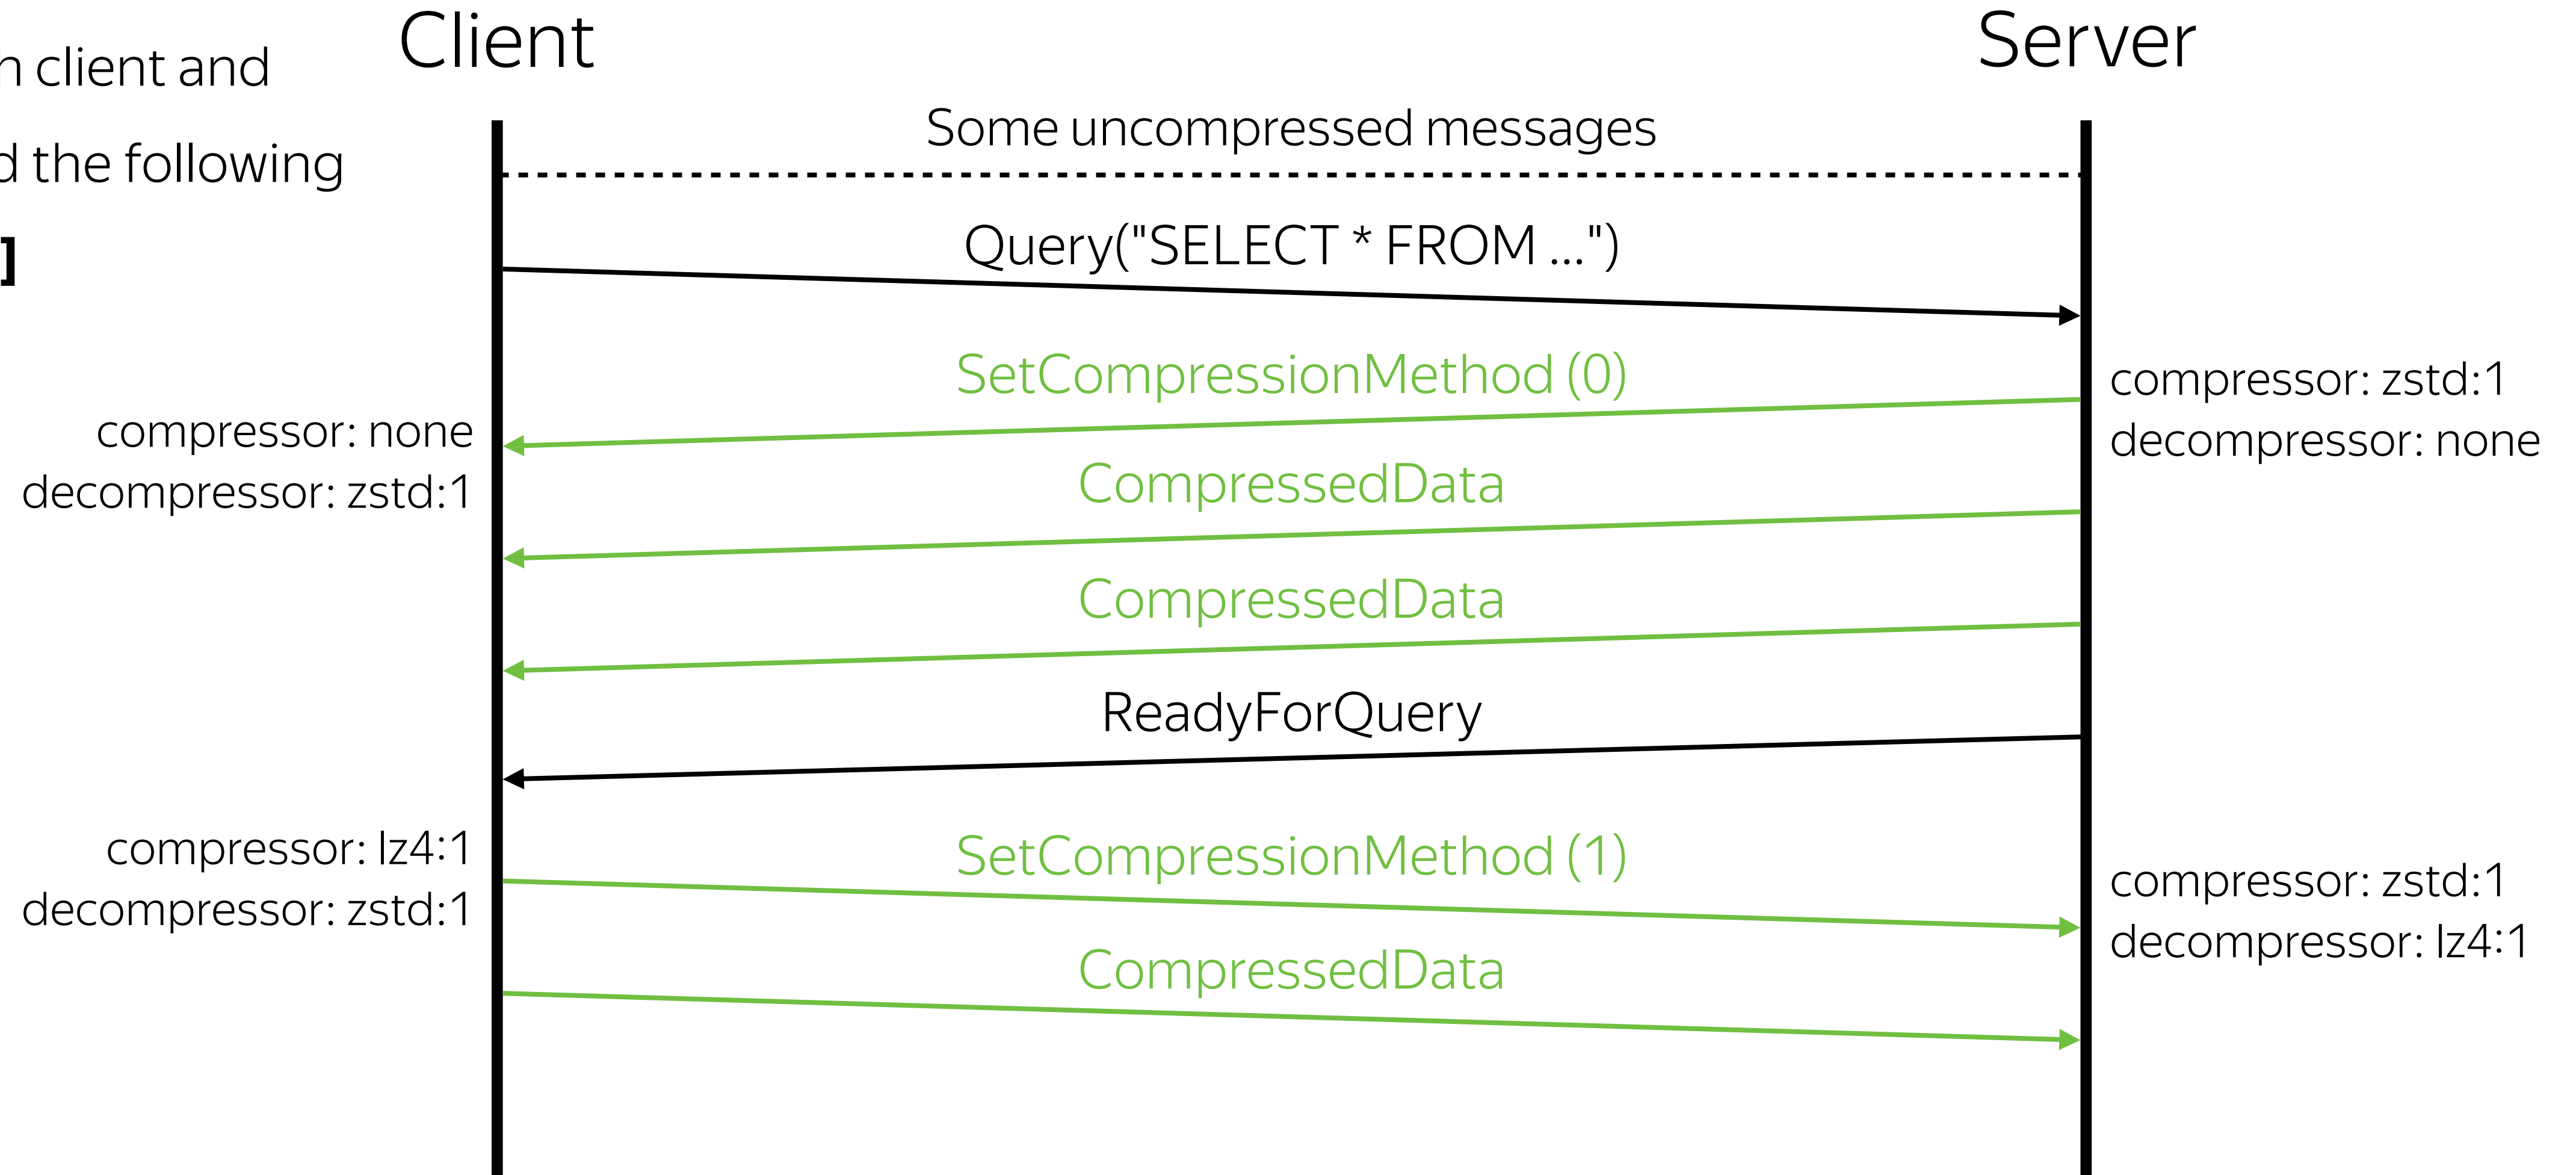 Client
Server
h client and
d the following
]
Some uncompressed messages
Query("SELECT * FROM ...")
SetCompressionMethod (0)
compressor: zstd:1
decompressor: none
compressor: none
decompressor: zstd:1
CompressedData
CompressedData
ReadyForQuery
compressor: lz4:1
decompressor: zstd:1
SetCompressionMethod (1)
compressor: zstd:1
decompressor: lz4:1
CompressedData